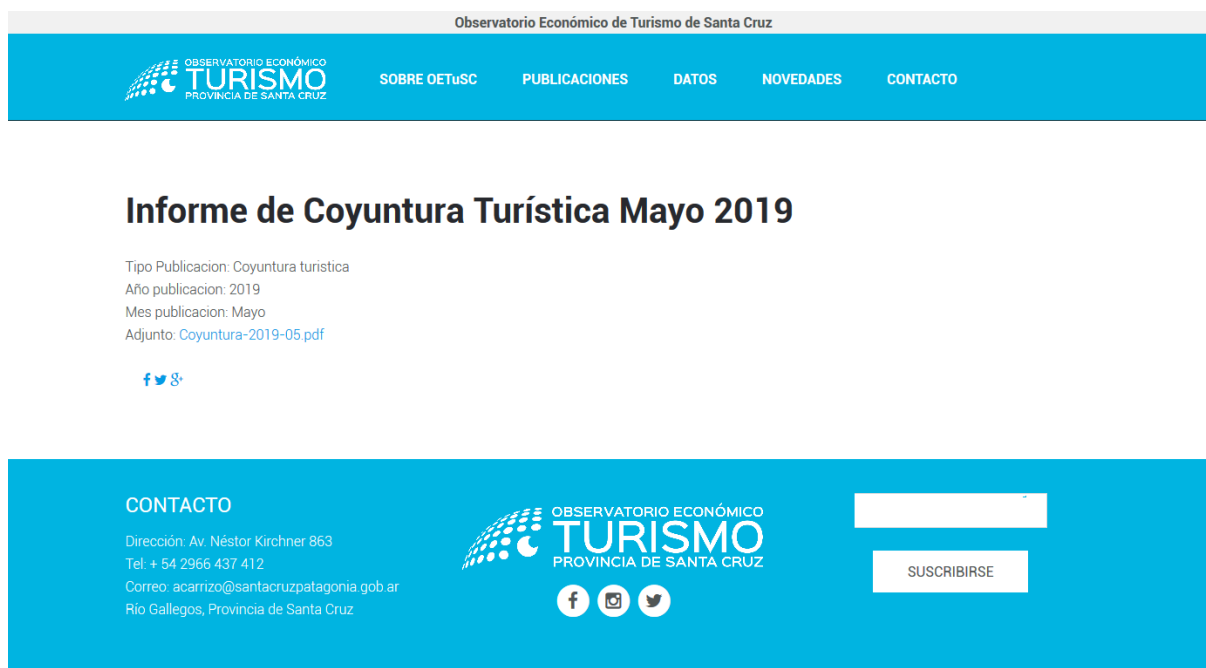 Observatorio Económico de Turismo de Santa Cruz
OBSERVATORIO ECONÓMICO
TURISMO
PROVINCIA DE SANTA CRUZ
SOBRE OETuSC PUBLICACIONES DATOS NOVEDADES CONTACTO
Informe de Coyuntura Turística Mayo 2019
Tipo Publicacion: Coyuntura turistica
Año publicacion: 2019
Mes publicacion: Mayo
Adjunto: Coyuntura-2019-05.pdf
CONTACTO
Dirección: Av. Néstor Kirchner 863
Tel: + 54 2966 437 412
Correo: acarrizo@santacruzpatagonia.gob.ar
Río Gallegos, Provincia de Santa Cruz
OBSERVATORIO ECONÓMICO
TURISMO
PROVINCIA DE SANTA CRUZ
SUSCRIBIRSE